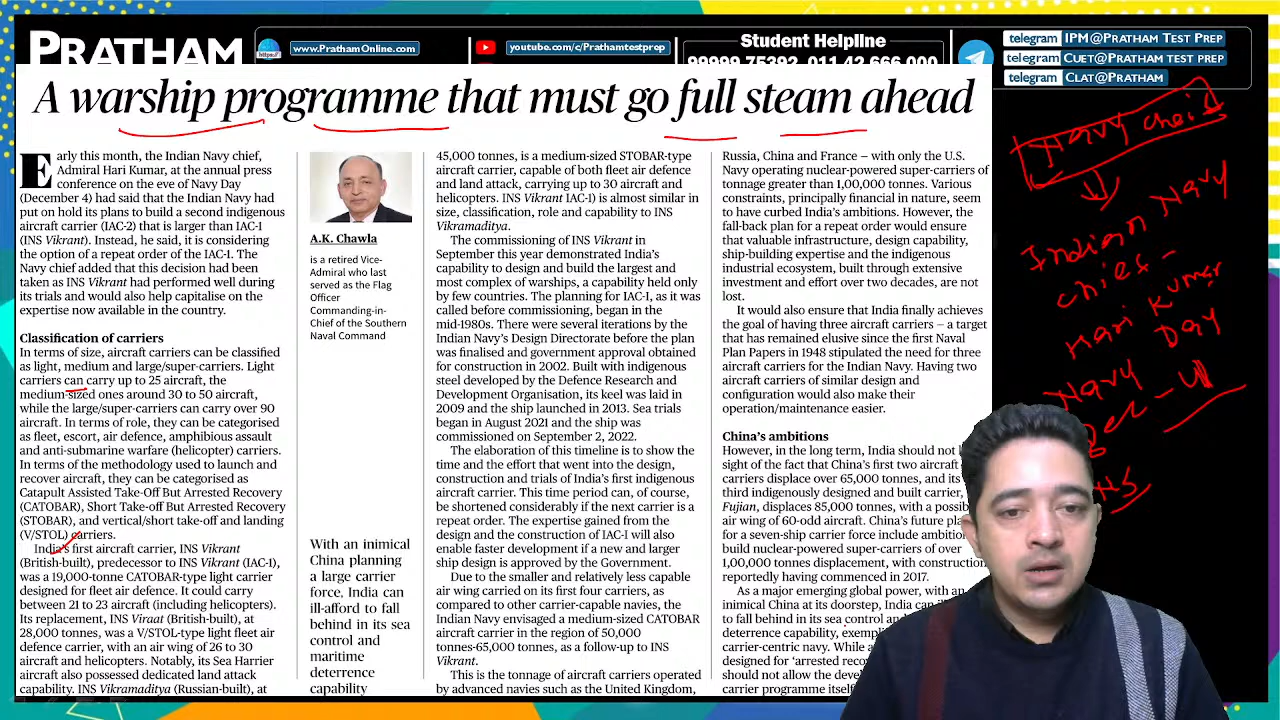 PRATHAM
https://
www.PrathamOnline.com
youtube.com/c/Prathamtestprep
Student Helpline
99999 75392, 011 42 666 000
telegram IPM@PRATHAM TEST PREP
telegram CUET@PRATHAM TEST PREP
telegram CLAT@PRATHAM
A warship programme that must go full steam ahead
Early this month, the Indian Navy chief,
Admiral Hari Kumar, at the annual press
conference on the eve of Navy Day
(December 4) had said that the Indian Navy had
put on hold its plans to build a second indigenous
aircraft carrier (IAC-2) that is larger than IAC-I
(INS Vikrant). Instead, he said, it is considering
the option of a repeat order of the IAC-I. The
Navy chief added that this decision had been
taken as INS Vikrant had performed well during
its trials and would also help capitalise on the
expertise now available in the country.
Classification of carriers
In terms of size, aircraft carriers can be classified
as light, medium and large/super-carriers. Light
carriers can carry up to 25 aircraft, the
medium-sized ones around 30 to 50 aircraft,
while the large/super-carriers can carry over 90
aircraft. In terms of role, they can be categorised
as fleet, escort, air defence, amphibious assault
and anti-submarine warfare (helicopter) carriers.
In terms of the methodology used to launch and
recover aircraft, they can be categorised as
Catapult Assisted Take-Off But Arrested Recovery
(CATOBAR), Short Take-Off But Arrested Recovery
(STOBAR), and vertical/short take-off and landing
(V/STOL) carriers.
India's first aircraft carrier, INS Vikrant
(British-built), predecessor to INS Vikrant (IAC-I),
was a 19,000-tonne CATOBAR-type light carrier
designed for fleet air defence. It could carry
between 21 to 23 aircraft (including helicopters).
Its replacement, INS Viraat (British-built), at
28,000 tonnes, was a V/STOL-type light fleet air
defence carrier, with an air wing of 26 to 30
aircraft and helicopters. Notably, its Sea Harrier
aircraft also possessed dedicated land attack
capability. INS Vikramaditya (Russian-built), at
A.K. Chawla
is a retired Vice-
Admiral who last
served as the Flag
Officer
Commanding-in-
Chief of the Southern
Naval Command
With an inimical
China planning
a large carrier
force, India can
ill-afford to fall
behind in its sea
control and
maritime
deterrence
capability
45,000 tonnes, is a medium-sized STOBAR-type
aircraft carrier, capable of both fleet air defence
and land attack, carrying up to 30 aircraft and
helicopters. INS Vikrant IAC-1) is almost similar in
size, classification, role and capability to INS
Vikramaditya.
The commissioning of INS Vikrant in
September this year demonstrated India's
capability to design and build the largest and
most complex of warships, a capability held only
by few countries. The planning for IAC-I, as it was
called before commissioning, began in the
mid-1980s. There were several iterations by the
Indian Navy's Design Directorate before the plan
was finalised and government approval obtained
for construction in 2002. Built with indigenous
steel developed by the Defence Research and
Development Organisation, its keel was laid in
2009 and the ship launched in 2013. Sea trials
began in August 2021 and the ship was
commissioned on September 2, 2022.
The elaboration of this timeline is to show the
time and the effort that went into the design,
construction and trials of India's first indigenous
aircraft carrier. This time period can, of course,
be shortened considerably if the next carrier is a
repeat order. The expertise gained from the
design and the construction of IAC-I will also
enable faster development if a new and larger
ship design is approved by the Government.
Due to the smaller and relatively less capable
air wing carried on its first four carriers, as
compared to other carrier-capable navies, the
Indian Navy envisaged a medium-sized CATOBAR
aircraft carrier in the region of 50,000
tonnes-65,000 tonnes, as a follow-up to INS
Vikrant.
This is the tonnage of aircraft carriers operated
by advanced navies such as the United Kingdom,
Russia, China and France — with only the U.S.
Navy operating nuclear-powered super-carriers of
tonnage greater than 1,00,000 tonnes. Various
constraints, principally financial in nature, seem
to have curbed India's ambitions. However, the
fall-back plan for a repeat order would ensure
that valuable infrastructure, design capability,
ship-building expertise and the indigenous
industrial ecosystem, built through extensive
investment and effort over two decades, are not
lost.
It would also ensure that India finally achieves
the goal of having three aircraft carriers — a target
that has remained elusive since the first Naval
Plan Papers in 1948 stipulated the need for three
aircraft carriers for the Indian Navy. Having two
aircraft carriers of similar design and
configuration would also make their
operation/maintenance easier.
China's ambitions
However, in the long term, India should not l
sight of the fact that China's first two aircraft
carriers displace over 65,000 tonnes, and its
third indigenously designed and built carrier,
Fujian, displaces 85,000 tonnes, with a possib
air wing of 60-odd aircraft. China's future pla
for a seven-ship carrier force include ambition
build nuclear-powered super-carriers of over
1,00,000 tonnes displacement, with construction
reportedly having commenced in 2017.
As a major emerging global power, with an
inimical China at its doorstep, India can ill
to fall behind in its sea control and
deterrence capability, exempli
carrier-centric navy. While a
designed for 'arrested reco
should not allow the deve
carrier programme itself
Navy chief
Indian Navy
chief -
Hari Kumar
Navy Day
Dec -